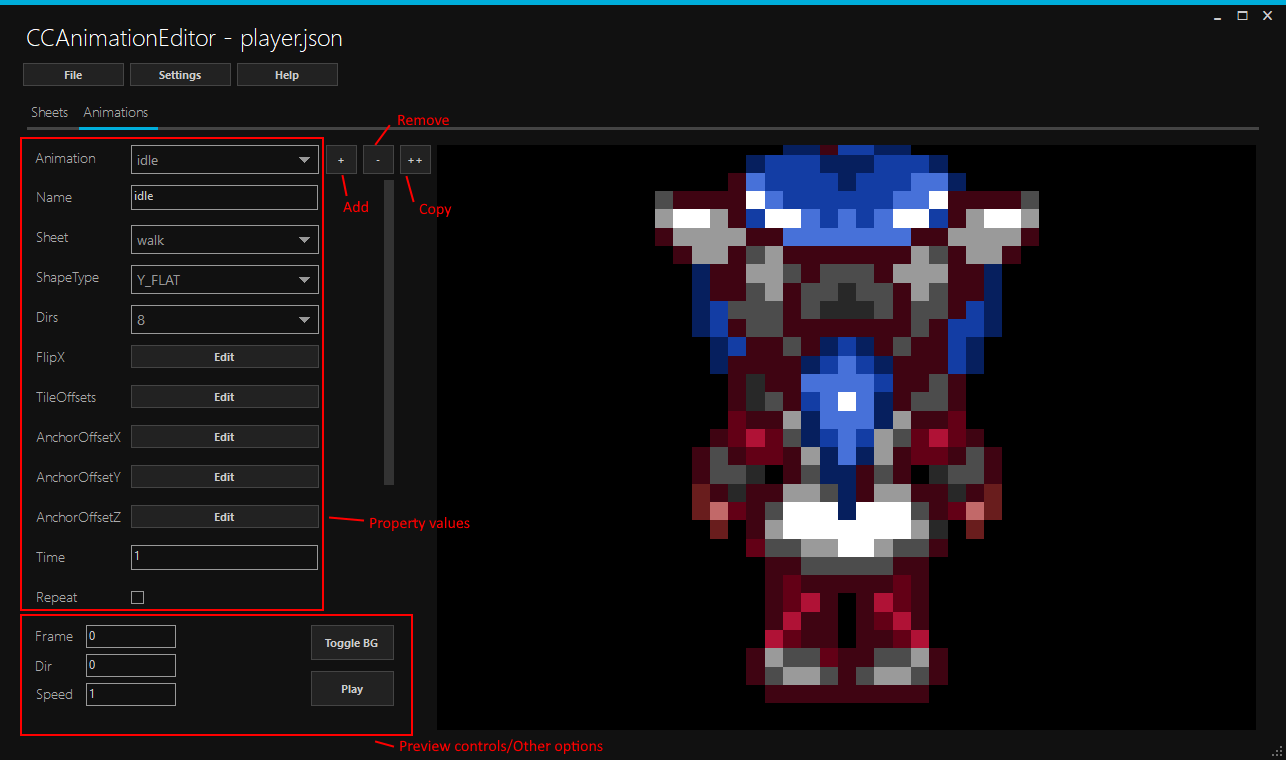 CCAnimationEditor - player.json
File Settings Help
Sheets Animations
Remove
Animation idle + - ++
Add
Copy
Name idle
Sheet walk
ShapeType Y_FLAT
Dirs 8
FlipX Edit
TileOffsets Edit
AnchorOffsetX Edit
AnchorOffsetY Edit
AnchorOffsetZ Edit
Property values
Time 1
Repeat
Frame 0
Toggle BG
Dir 0
Speed 1
Play
Preview controls/Other options